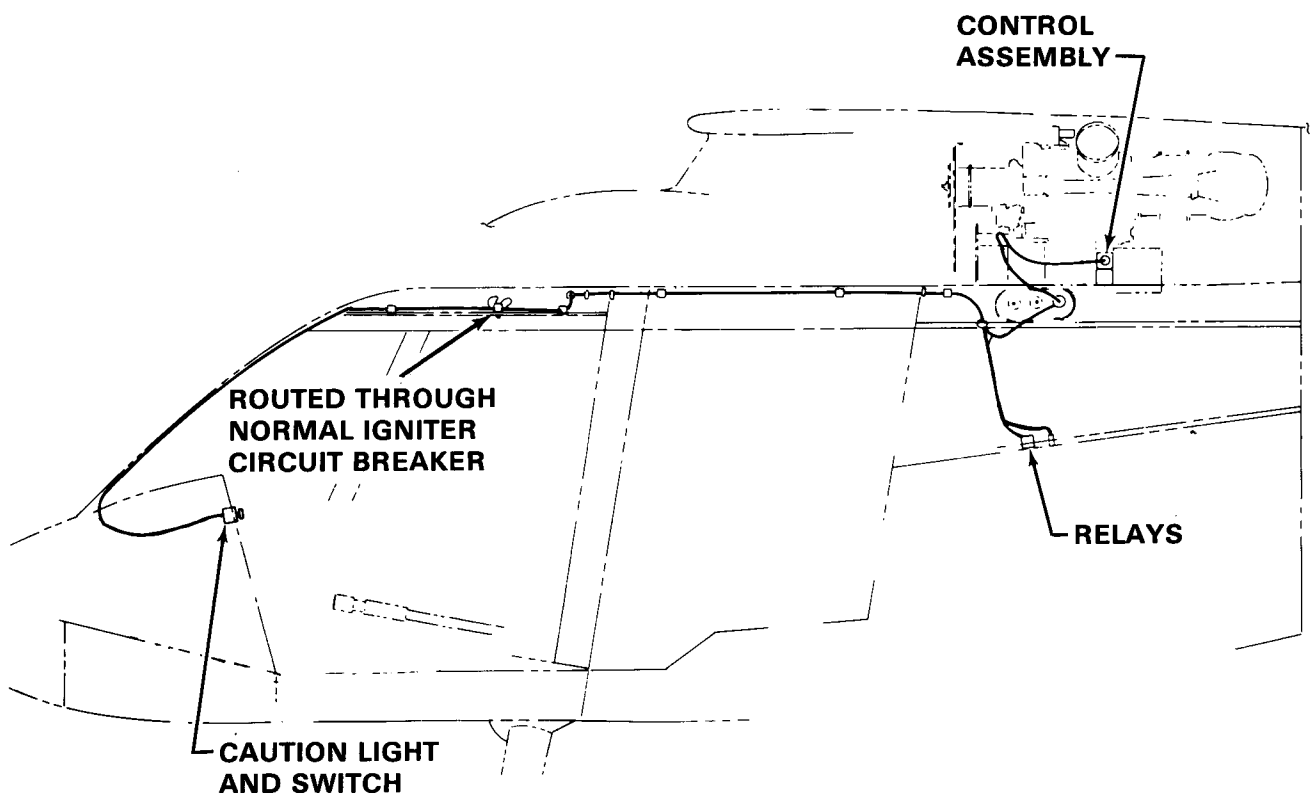 CONTROL
ASSEMBLY
ROUTED THROUGH
NORMAL IGNITER
CIRCUIT BREAKER
RELAYS
CAUTION LIGHT
AND SWITCH